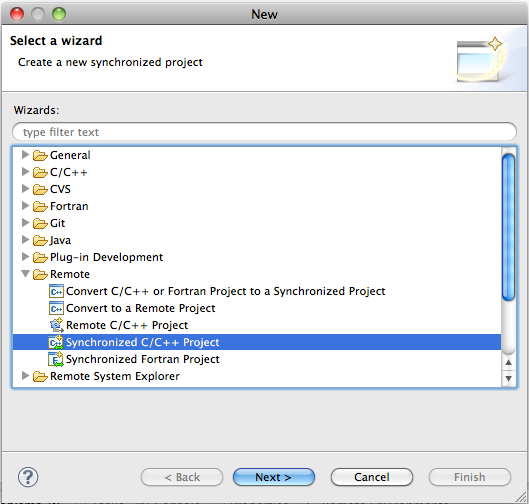 New
Select a wizard
Create a new synchronized project
Wizards:
type filter text
General
C/C++
CVS
Fortran
Git
Java
Plug-in Development
Remote
Convert C/C++ or Fortran Project to a Synchronized Project
Convert to a Remote Project
Remote C/C++ Project
Synchronized C/C++ Project
Synchronized Fortran Project
Remote System Explorer
? < Back Next > Cancel Finish